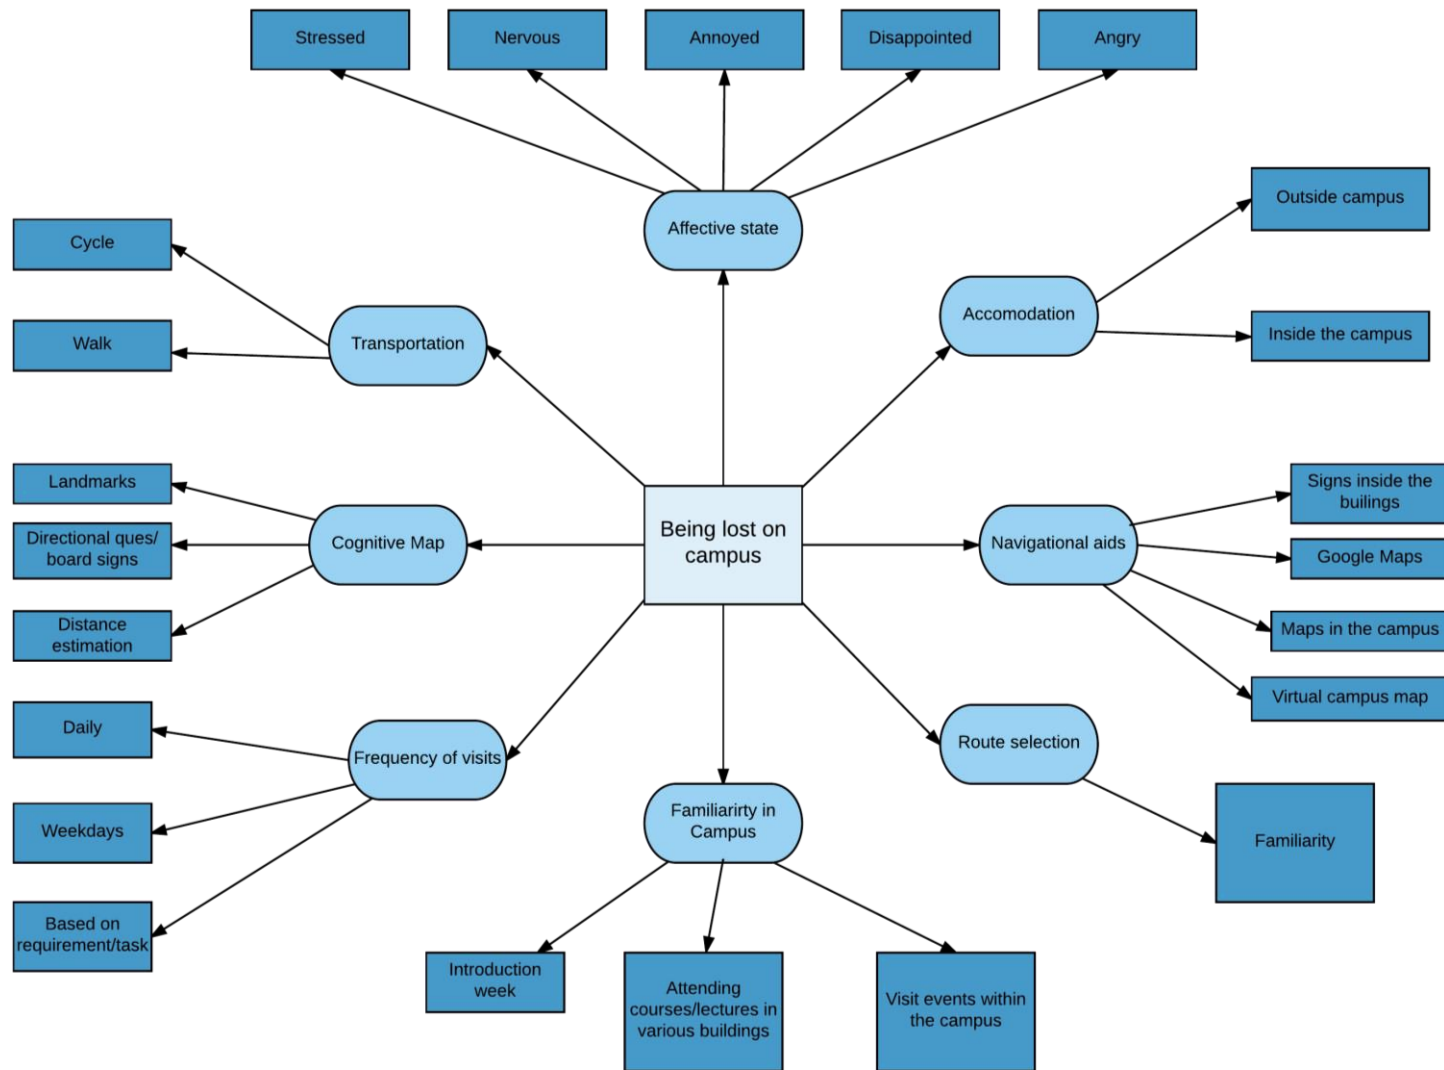 Stressed
Nervous
Annoyed
Disappointed
Angry
Affective state
Outside campus
Cycle
Accomodation
Transportation
Inside the campus
Walk
Landmarks
Signs inside the
builings
Being lost on
campus
Directional ques/
board signs
Cognitive Map
Navigational aids
Google Maps
Distance
estimation
Maps in the campus
Virtual campus map
Daily
Frequency of visits
Route selection
Familiarirty in
Campus
Weekdays
Familiarity
Based on
requirement/task
Introduction
week
Attending
courses/lectures in
various buildings
Visit events within
the campus